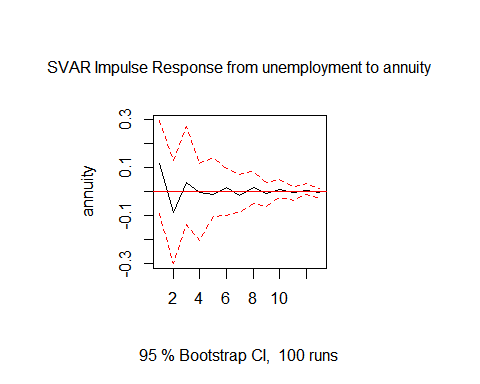 SVAR Impulse Response from unemployment to annuity
annuity
0.3
0.1
-0.1
-0.3
2 4 6 8 10
95 % Bootstrap CI, 100 runs